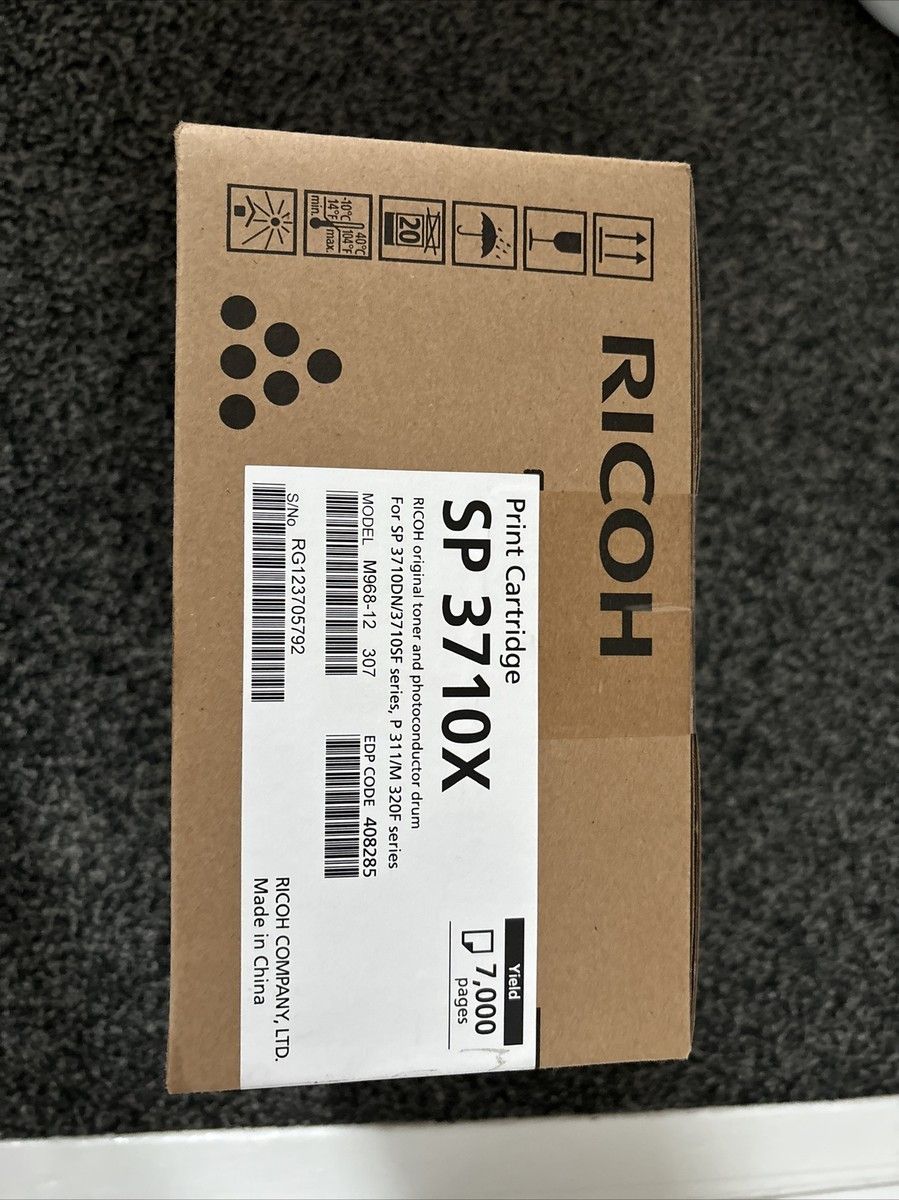 -10°C
14°F
min.
40°C
104°F
max.
20
RICOH
Print Cartridge
SP 3710X
RICOH original toner and photoconductor drum
For SP 3710DN/3710SF series, P 311/M 320F series
MODEL M968-12 307
EDP CODE 408285
S/No RG123705792
Yield
7,000
pages
RICOH COMPANY, LTD.
Made in China